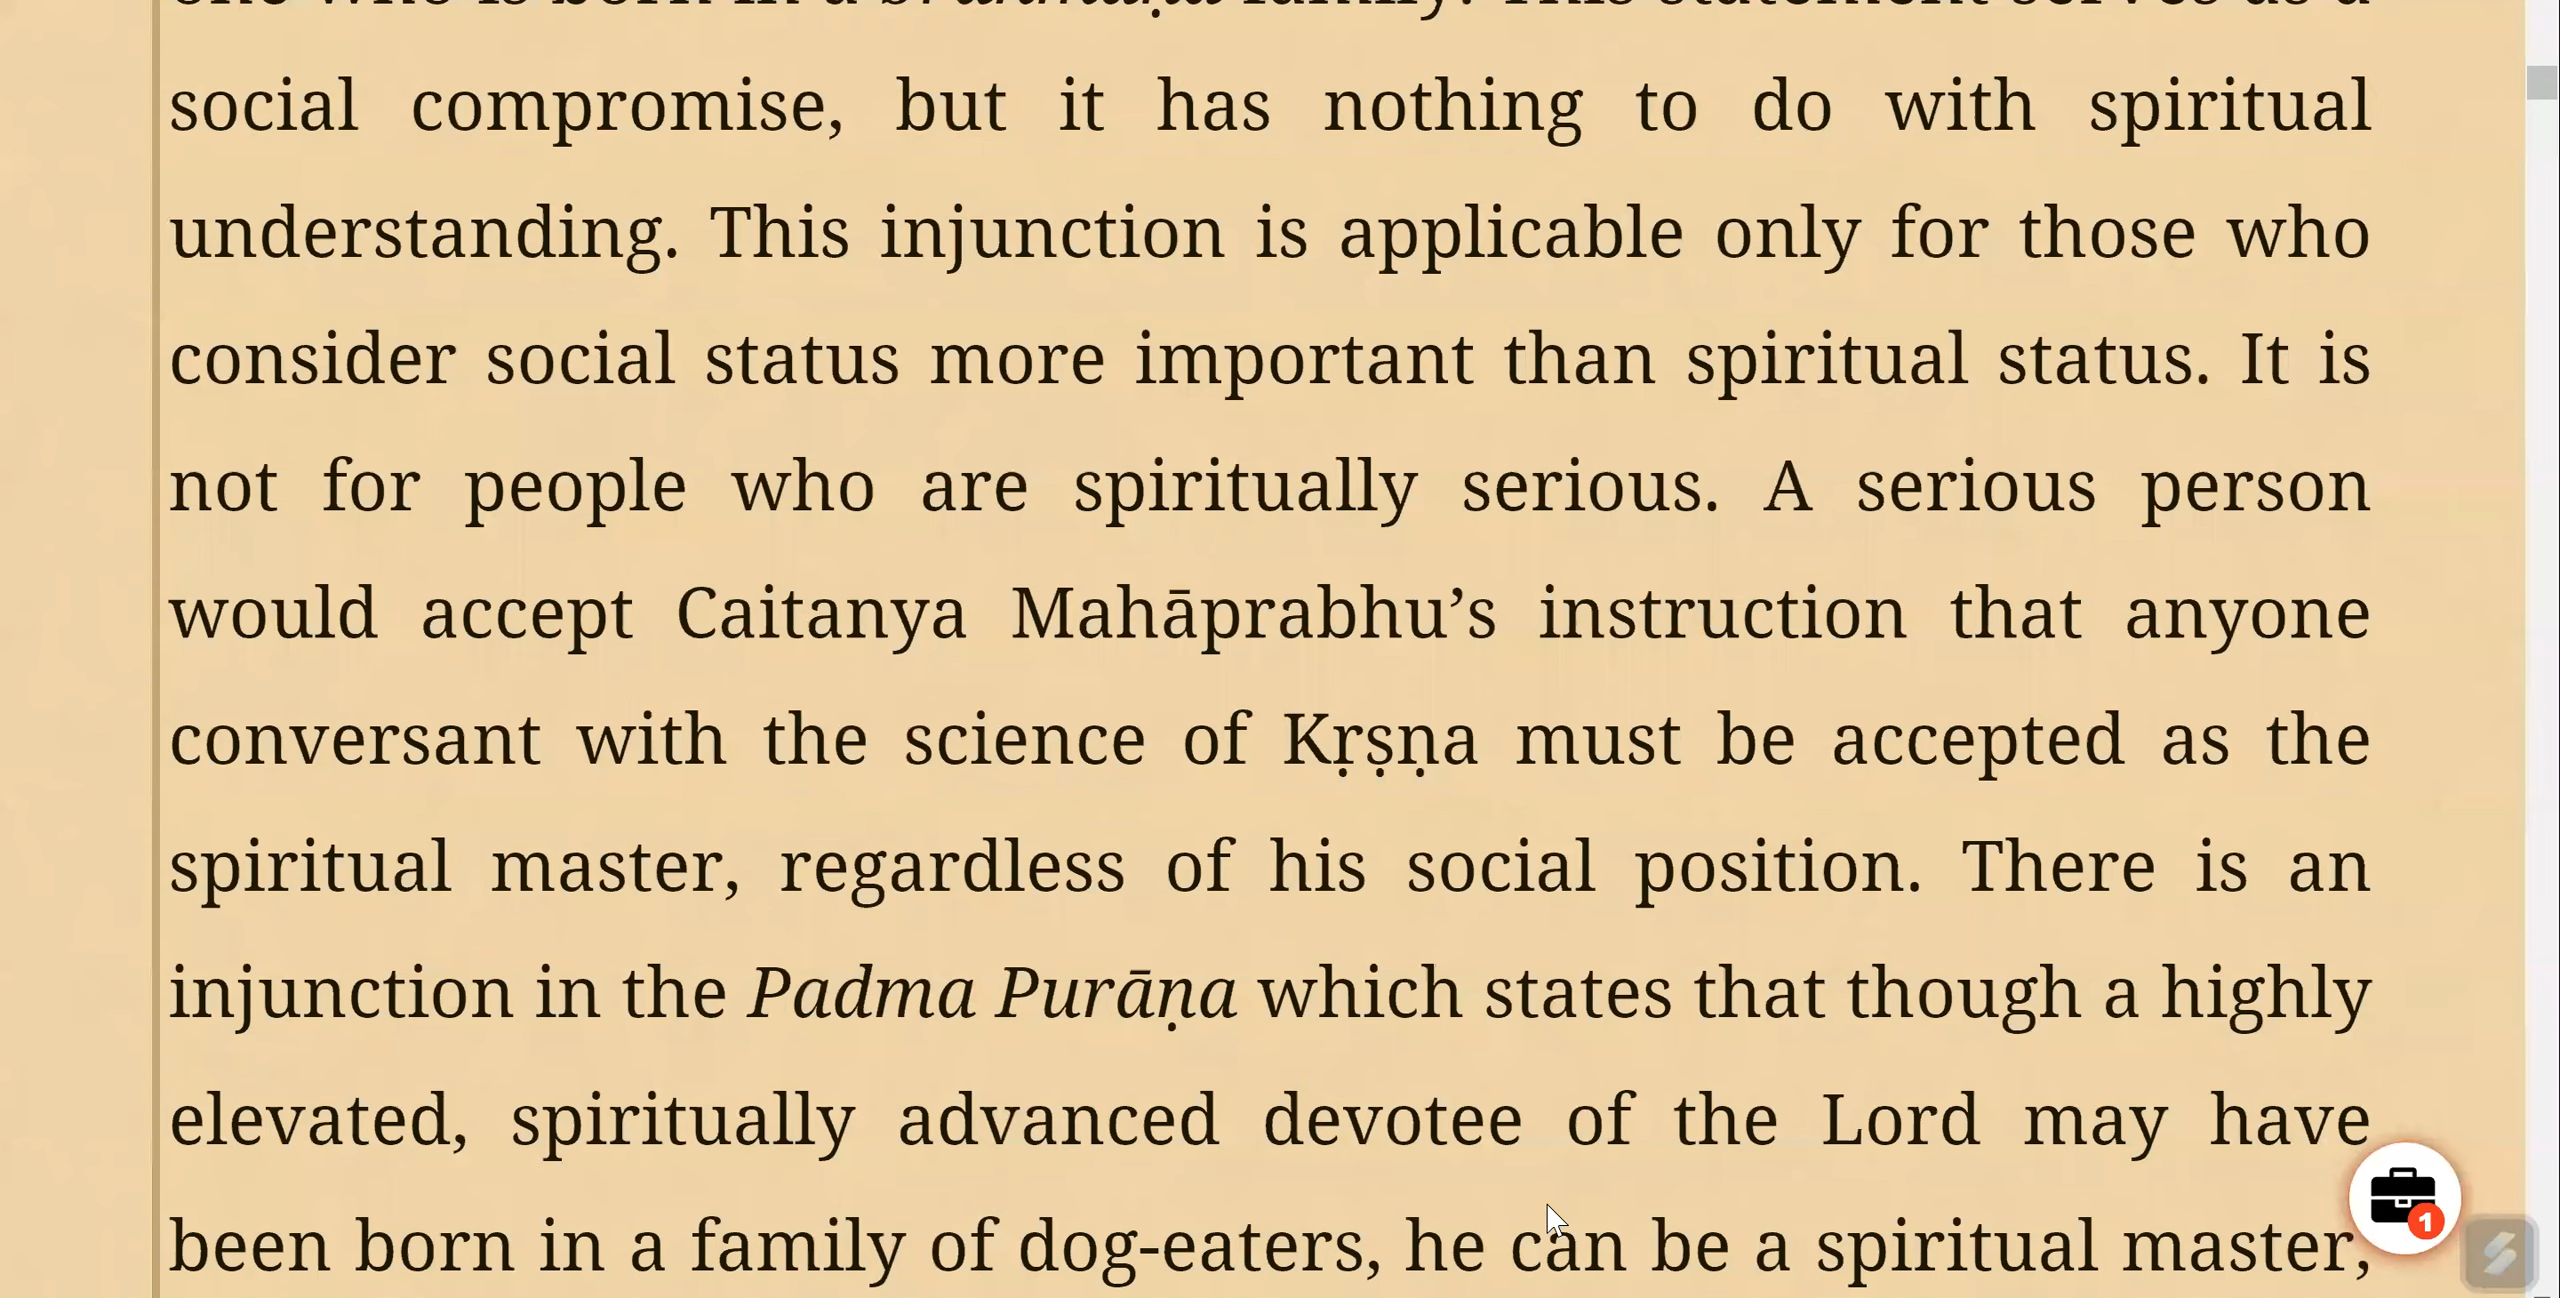 social compromise, but it has nothing to do with spiritual
understanding. This injunction is applicable only for those who
consider social status more important than spiritual status. It is
not for people who are spiritually serious. A serious person
would accept Caitanya Mahāprabhu’s instruction that anyone
conversant with the science of Kṛṣṇa must be accepted as the
spiritual master, regardless of his social position. There is an
injunction in the Padma Purāṇa which states that though a highly
elevated, spiritually advanced devotee of the Lord may have
been born in a family of dog-eaters, he can be a spiritual master,
1